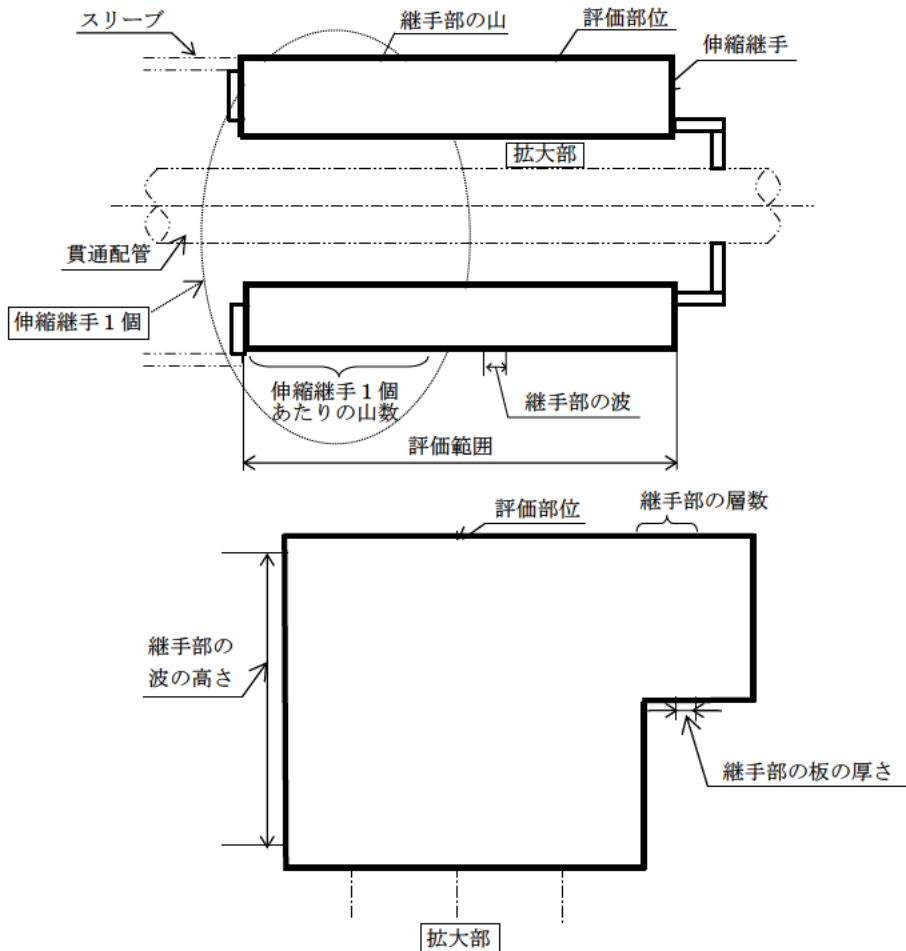 スリーブ
継手部の山
評価部位
伸縮継手
拡大部
貫通配管
伸縮継手１個
伸縮継手１個
あたりの山数
継手部の波
評価範囲
評価部位
継手部の層数
継手部の
波の高さ
継手部の板の厚さ
拡大部